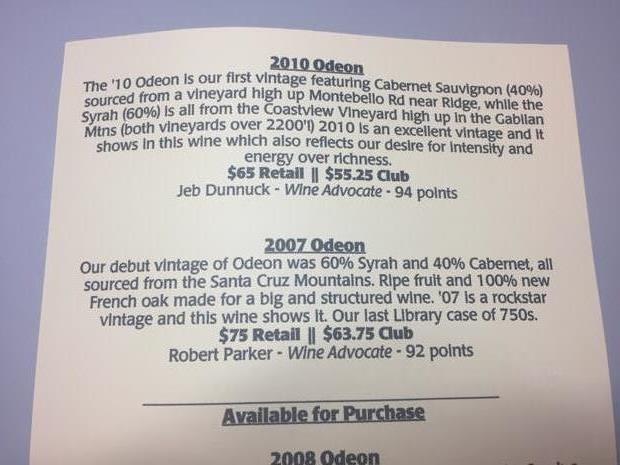 2010 Odeon
The '10 Odeon is our first vintage featuring Cabernet Sauvignon (40%)
sourced from a vineyard high up Montebello Rd near Ridge, while the
Syrah (60%) is all from the Coastview Vineyard high up in the Gabilan
Mtns (both vineyards over 2200') 2010 is an excellent vintage and it
shows in this wine which also reflects our desire for intensity and
energy over richness.
$65 Retail || $55.25 Club
Jeb Dunnuck - Wine Advocate - 94 points
2007 Odeon
Our debut vintage of Odeon was 60% Syrah and 40% Cabernet, all
sourced from the Santa Cruz Mountains. Ripe fruit and 100% new
French oak made for a big and structured wine. '07 is a rockstar
vintage and this wine shows it. Our last Library case of 750s.
$75 Retail || $63.75 Club
Robert Parker - Wine Advocate - 92 points
Available for Purchase
2008 Odeon